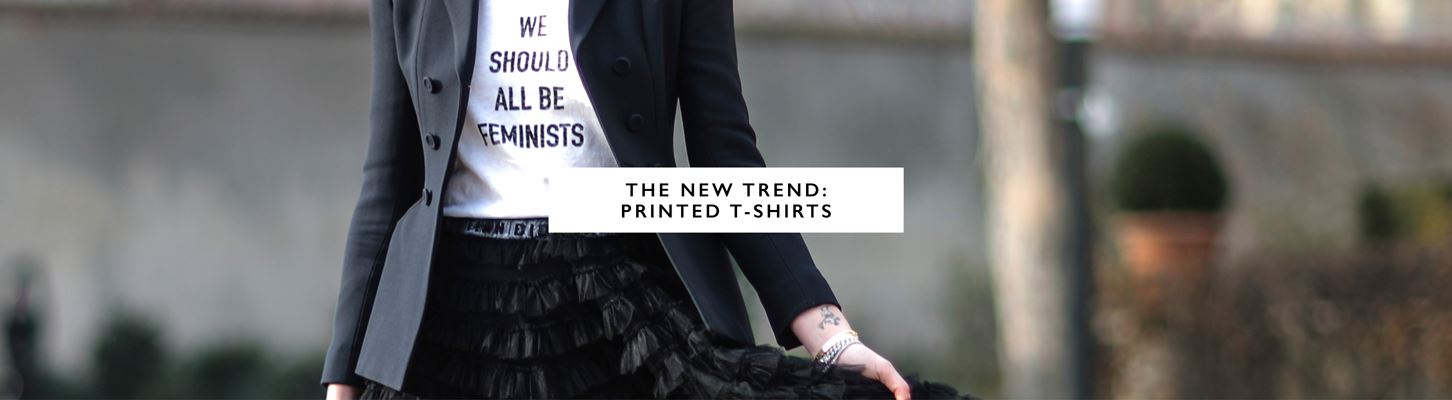 WE
SHOULD
ALL BE
FEMINISTS
THE NEW TREND:
PRINTED T-SHIRTS